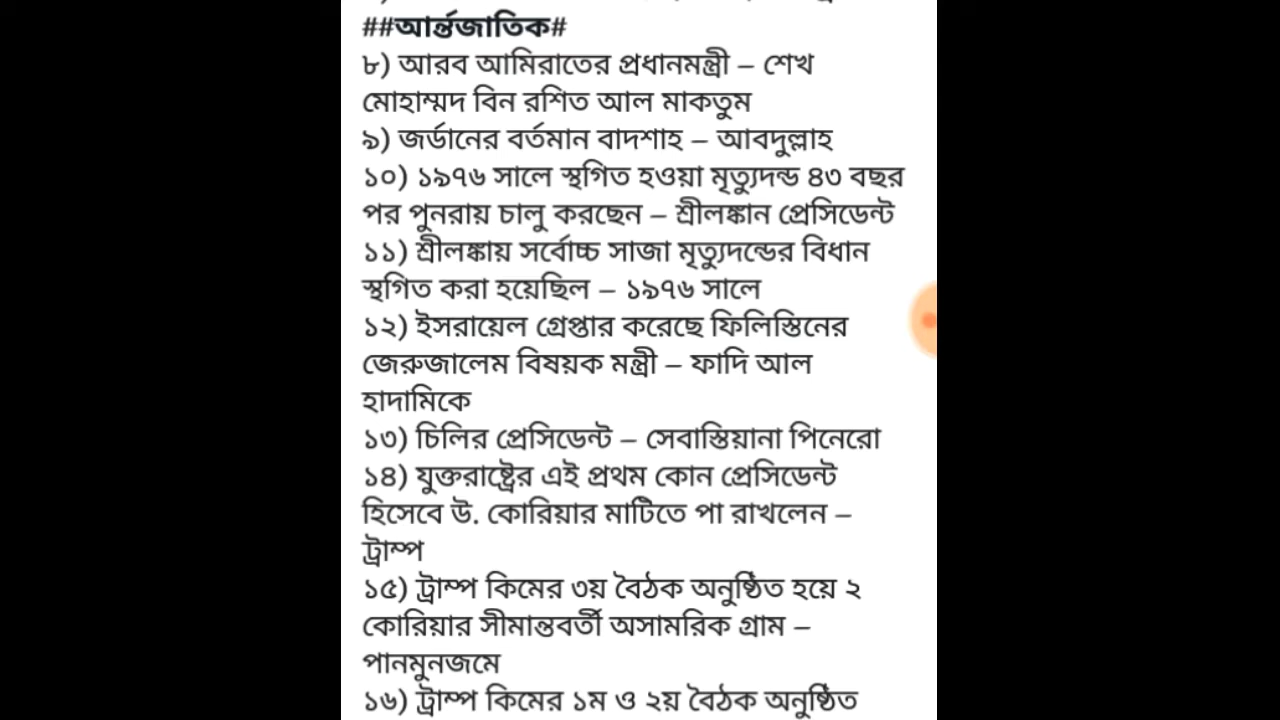 ##আর্ন্তজাতিক#
৮) আরব আমিরাতের প্রধানমন্ত্রী – শেখ
মোহাম্মদ বিন রশিত আল মাকতুম
৯) জর্ডানের বর্তমান বাদশাহ – আবদুল্লাহ
১০) ১৯৭৬ সালে স্থগিত হওয়া মৃত্যুদন্ড ৪৩ বছর
পর পুনরায় চালু করছেন – শ্রীলঙ্কান প্রেসিডেন্ট
১১) শ্রীলঙ্কায় সর্বোচ্চ সাজা মৃত্যুদন্ডের বিধান
স্থগিত করা হয়েছিল – ১৯৭৬ সালে
১২) ইসরায়েল গ্রেপ্তার করেছে ফিলিস্তিনের
জেরুজালেম বিষয়ক মন্ত্রী – ফাদি আল
হাদামিকে
১৩) চিলির প্রেসিডেন্ট – সেবাস্তিয়ানা পিনেরো
১৪) যুক্তরাষ্ট্রের এই প্রথম কোন প্রেসিডেন্ট
হিসেবে উ. কোরিয়ার মাটিতে পা রাখলেন –
ট্রাম্প
১৫) ট্রাম্প কিমের ৩য় বৈঠক অনুষ্ঠিত হয়ে ২
কোরিয়ার সীমান্তবর্তী অসামরিক গ্রাম –
পানমুনজমে
১৬) ট্রাম্প কিমের ১ম ও ২য় বৈঠক অনুষ্ঠিত